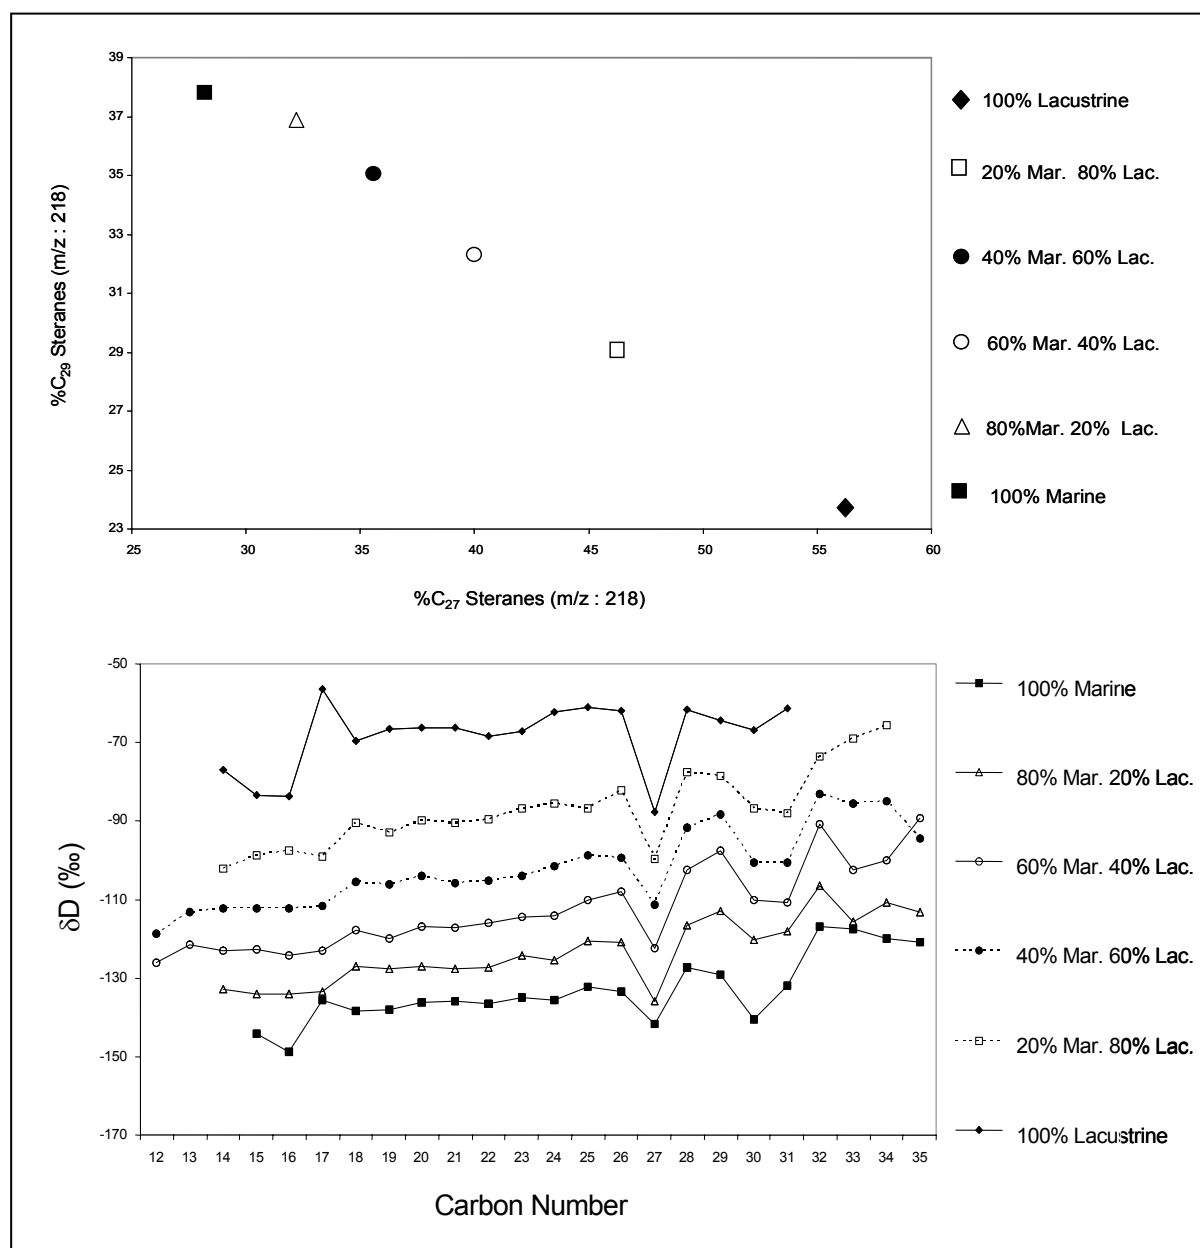 39
37
35
33
31
29
27
25
23
%C29 Steranes (m/z : 218)
25 30 35 40 45 50 55 60
%C27 Steranes (m/z : 218)
100% Lacustrine
20% Mar. 80% Lac.
40% Mar. 60% Lac.
60% Mar. 40% Lac.
80%Mar. 20% Lac.
100% Marine
-50
-70
-90
-110
-130
-150
-170
δD (‰)
12 13 14 15 16 17 18 19 20 21 22 23 24 25 26 27 28 29 30 31 32 33 34 35
Carbon Number
100% Marine
80% Mar. 20% Lac.
60% Mar. 40% Lac.
40% Mar. 60% Lac.
20% Mar. 80% Lac.
100% Lacustrine